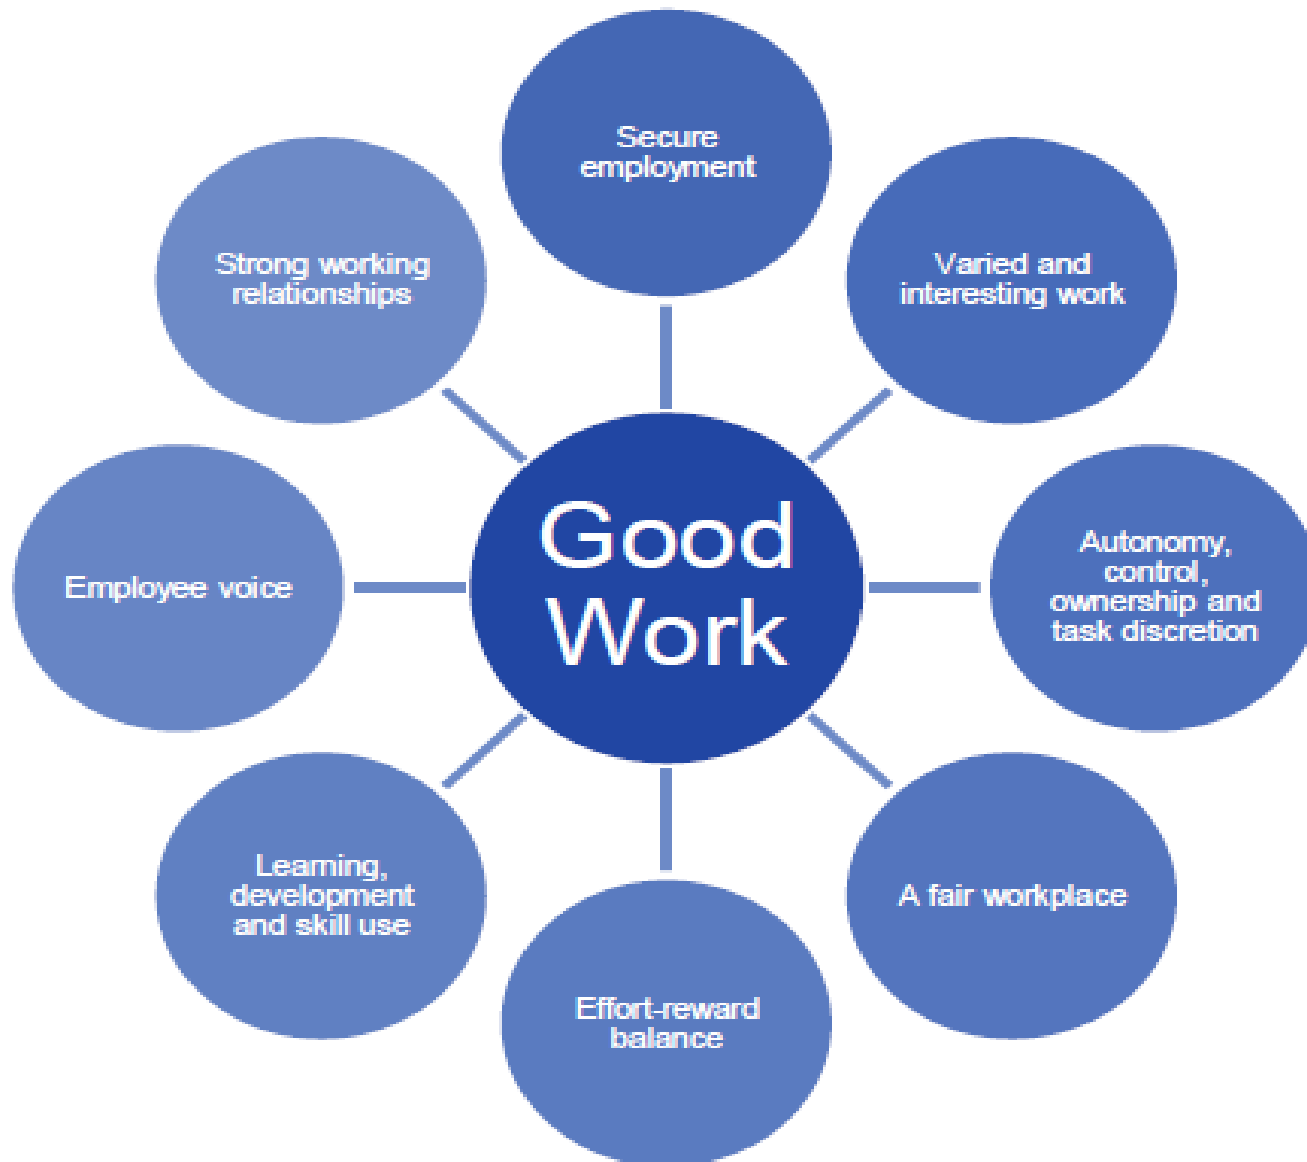 Secure
employment
Varied and
interesting work
Autonomy,
control,
ownership and
task discretion
A fair workplace
Effort-reward
balance
Learning,
development
and skill use
Employee voice
Strong working
relationships
Good
Work